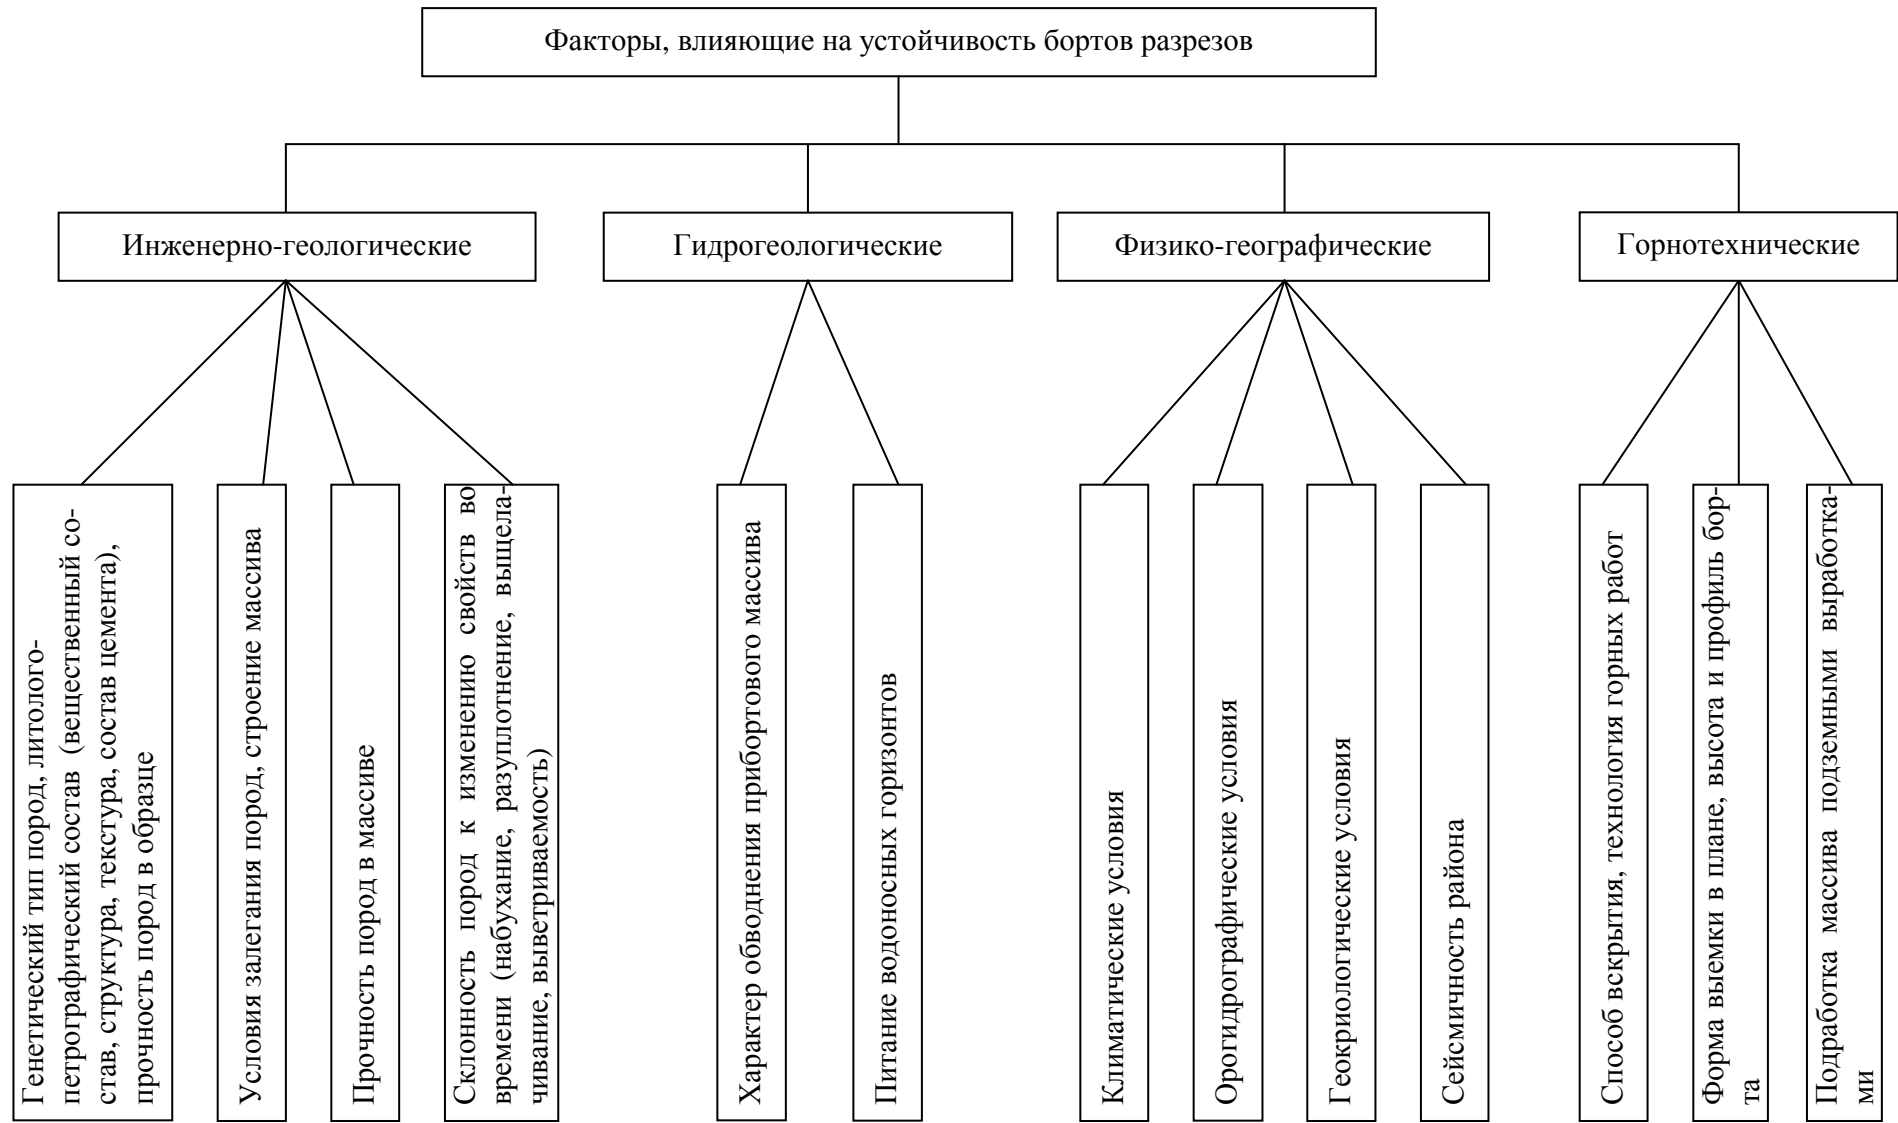 Факторы, влияющие на устойчивость бортов разрезов
Инженерно-геологические
Гидрогеологические
Физико-географические
Горнотехнические
Генетический тип пород, литолого-
петрографический состав (вещественный со-
став, структура, текстура, состав цемента),
прочность пород в образце
Условия залегания пород, строение массива
Прочность пород в массиве
Склонность пород к изменению свойств во
времени (набухание, разуплотнение, выщела-
чивание, выветриваемость)
Характер обводнения прибортового массива
Питание водоносных горизонтов
Климатические условия
Орогидрографические условия
Геокриологические условия
Сейсмичность района
Способ вскрытия, технология горных работ
Форма выемки в плане, высота и профиль бор-
та
Подработка массива подземными выработка-
ми